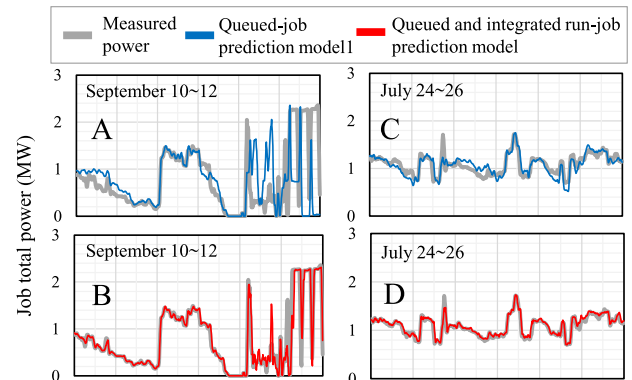 Measured power
Queued-job prediction model1
Queued and integrated run-job prediction model
Job total power (MW)
3
September 10~12
A
2
1
0
3
July 24~26
C
2
1
0
3
September 10~12
B
2
1
0
3
July 24~26
D
2
1
0